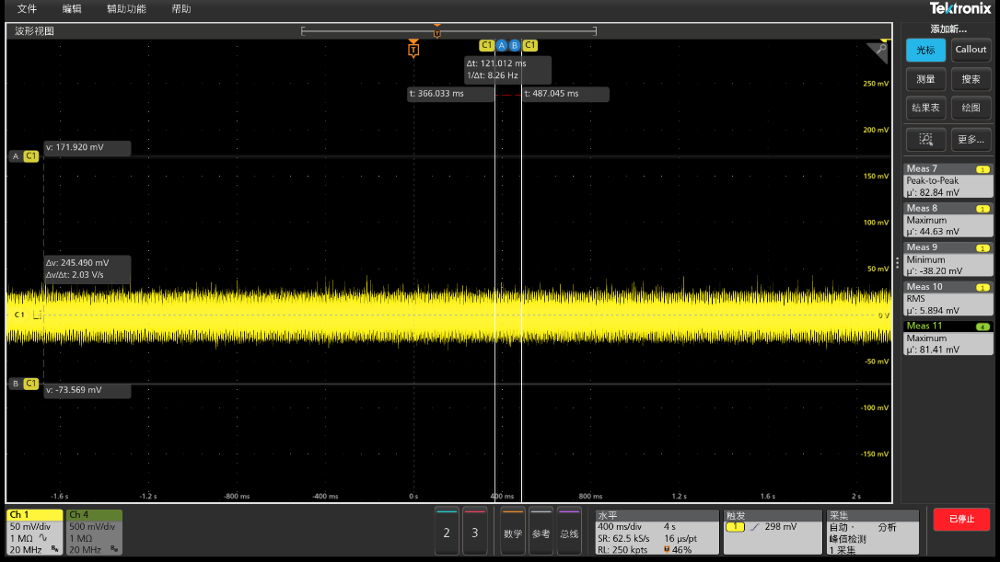 文件 编辑 辅助功能 帮助
Tektronix
波形视图
添加新...
光标 Callout
测量 搜索
结果表 绘图
更多...
T
T
C1 A B C1
Δt: 121.012 ms
1/Δt: 8.26 Hz
t: 366.033 ms t: 487.045 ms
250 mV
200 mV
150 mV
100 mV
50 mV
0 V
-50 mV
-100 mV
-150 mV
v: 171.920 mV
A C1
Δv: 245.490 mV
Δv/Δt: 2.03 V/s
C1
B C1
v: -73.569 mV
-1.6 s -1.2 s -800 ms -400 ms 0 s 400 ms 800 ms 1.2 s 1.6 s 2 s
Meas 7 1
Peak-to-Peak
μ': 82.84 mV
Meas 8 1
Maximum
μ': 44.63 mV
Meas 9 1
Minimum
μ': -38.20 mV
Meas 10 1
RMS
μ': 5.894 mV
Meas 11 4
Maximum
μ': 81.41 mV
Ch 1
50 mV/div
1 MΩ
20 MHz Bw
Ch 4
500 mV/div
1 MΩ
20 MHz Bw
2 3 数学 参考 总线
水平
400 ms/div 4 s
SR: 62.5 kS/s 16 μs/pt
RL: 250 kpts T 46%
触发
1 298 mV
采集
自动 · 分析
峰值检测
1 采集
已停止